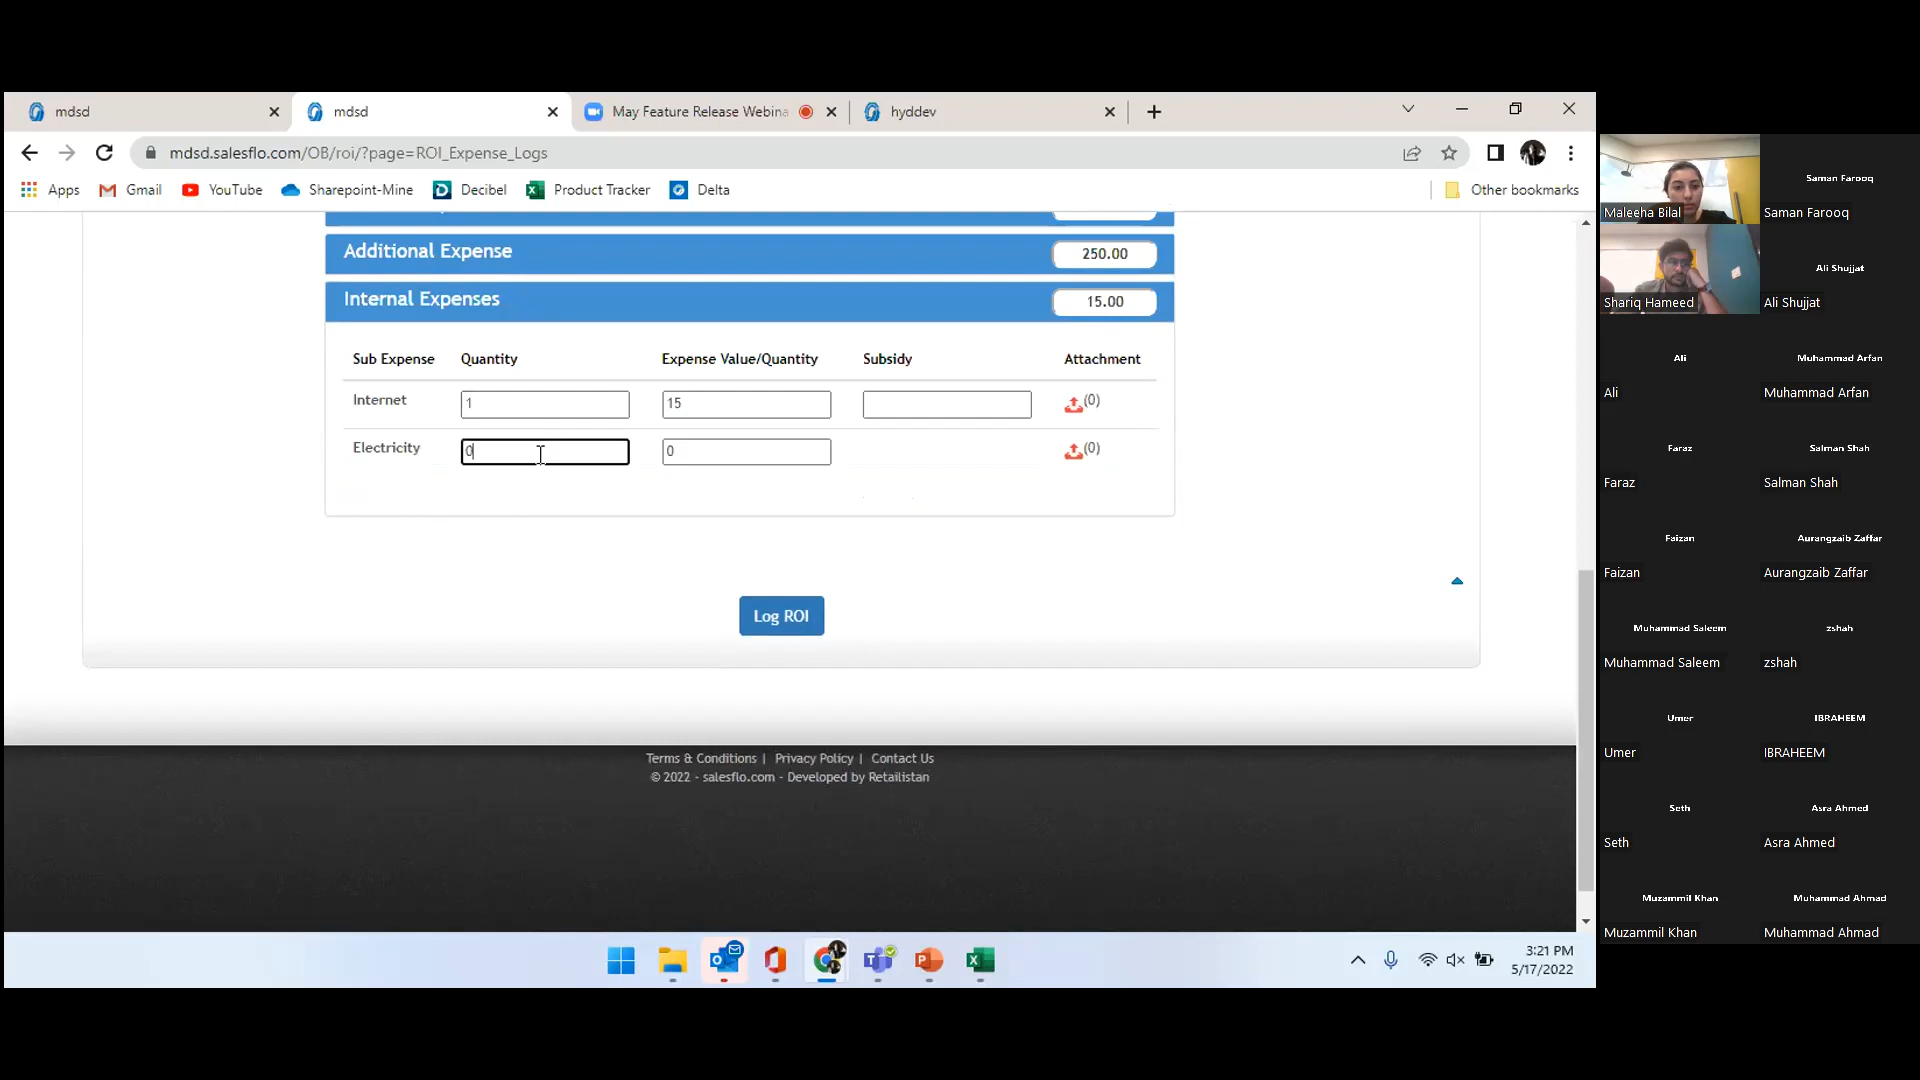 mdsd
mdsd
May Feature Release Webina
hyddev
mdsd.salesflo.com/OB/roi/?page=ROI_Expense_Logs
Apps
Gmail
YouTube
Sharepoint-Mine
Decibel
Product Tracker
Delta
Other bookmarks
Additional Expense
250.00
Internal Expenses
15.00
Sub Expense Quantity Expense Value/Quantity Subsidy Attachment
Internet 1 15 (0)
Electricity 0 0 (0)
Log ROI
Terms & Conditions | Privacy Policy | Contact Us
© 2022 - salesflo.com - Developed by Retailistan
3:21 PM
5/17/2022
Maleeha Bilal
Saman Farooq
Saman Farooq
Shariq Hameed
Ali Shujjat
Ali Shujjat
Ali
Ali
Muhammad Arfan
Muhammad Arfan
Faraz
Faraz
Salman Shah
Salman Shah
Faizan
Faizan
Aurangzaib Zaffar
Aurangzaib Zaffar
Muhammad Saleem
Muhammad Saleem
zshah
zshah
Umer
Umer
IBRAHEEM
IBRAHEEM
Seth
Seth
Asra Ahmed
Asra Ahmed
Muzammil Khan
Muzammil Khan
Muhammad Ahmad
Muhammad Ahmad